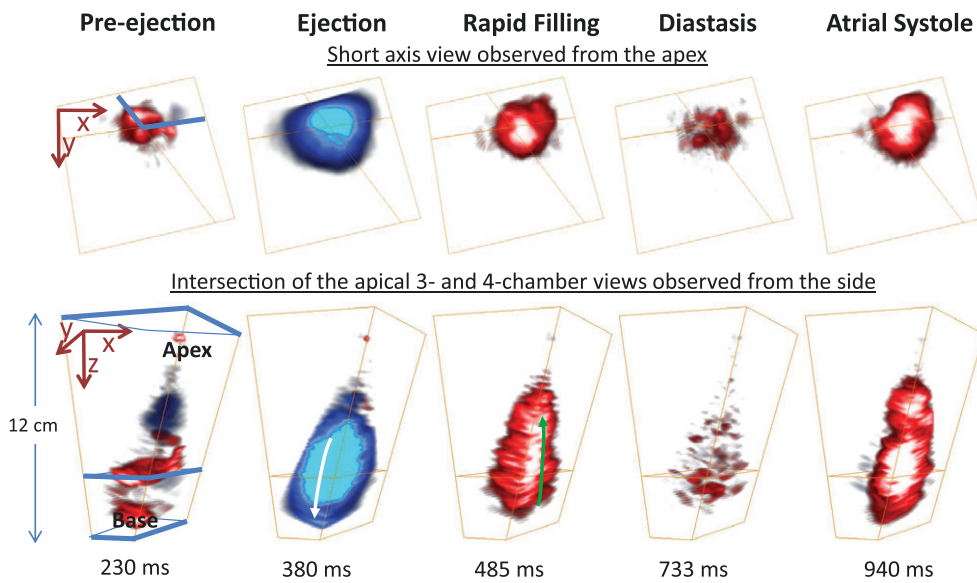 Pre-ejection Ejection Rapid Filling Diastasis Atrial Systole
Short axis view observed from the apex
x
y
Intersection of the apical 3- and 4-chamber views observed from the side
y
x
z
Apex
12 cm
Base
230 ms 380 ms 485 ms 733 ms 940 ms